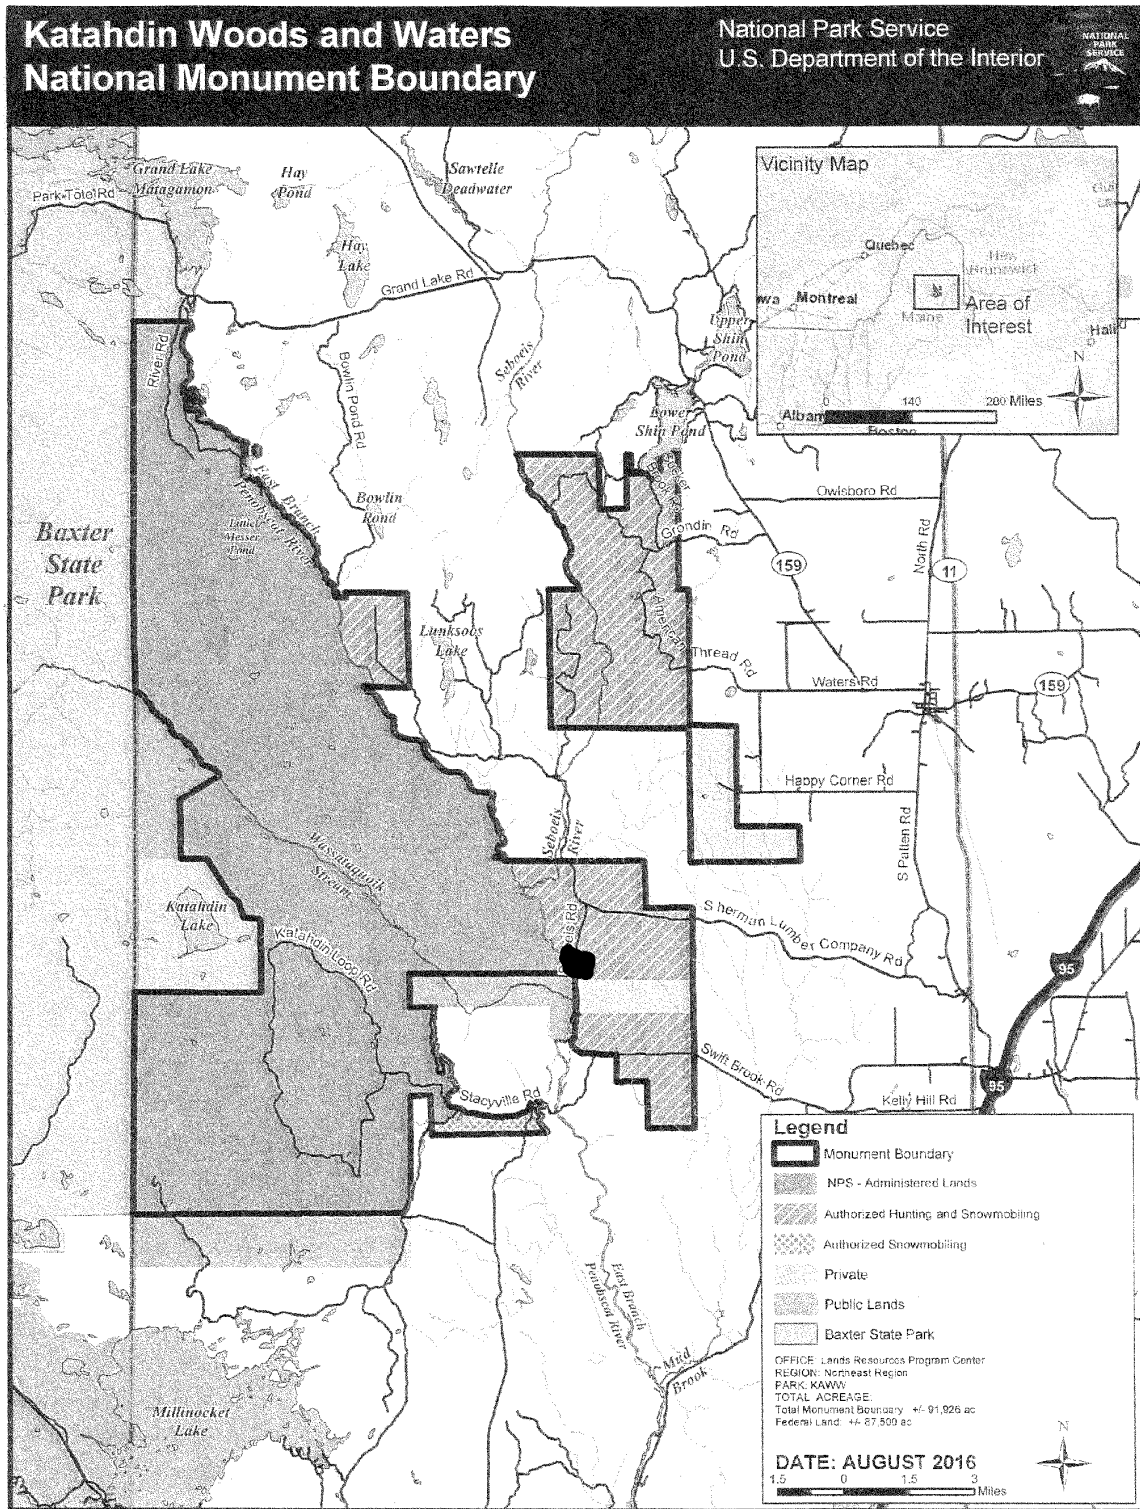 Katahdin Woods and Waters
National Monument Boundary
National Park Service
U.S. Department of the Interior
NATIONAL
PARK
SERVICE
Vicinity Map
Quebec
New
Brunswick
Montreal
Maine
Area of
Interest
N
0 140 280 Miles
Boston
Grand Lake
Matagamon
Hay
Pond
Sawtelle
Deadwater
Hay
Lake
Grand Lake Rd
River Rd
Bowlin Pond Rd
Seboeis
River
Upper
Shin
Pond
Lower
Shin Pond
Owlsboro Rd
North Rd
Grondin Rd
159
11
East Branch
Penobscot River
Messer
Pond
Bowlin
Pond
Baxter
State
Park
Lunksoos
Lake
American
Thread Rd
Waters Rd
159
Happy Corner Rd
S Patten Rd
Seboeis
River
Wassataquoik
Stream
Katahdin
Lake
Katahdin Loop Rd
Sherman Lumber Company Rd
95
Swift Brook Rd
95
Stacyville Rd
Kelly Hill Rd
East Branch
Penobscot River
Mud
Brook
Millinocket
Lake
Legend
Monument Boundary
NPS - Administered Lands
Authorized Hunting and Snowmobiling
Authorized Snowmobiling
Private
Public Lands
Baxter State Park
OFFICE: Lands Resources Program Center
REGION: Northeast Region
PARK: KAWW
TOTAL ACREAGE:
Total Monument Boundary +/- 91,926 ac
Federal Land: +/- 87,500 ac
DATE: AUGUST 2016
N
1.5 0 1.5 3
Miles